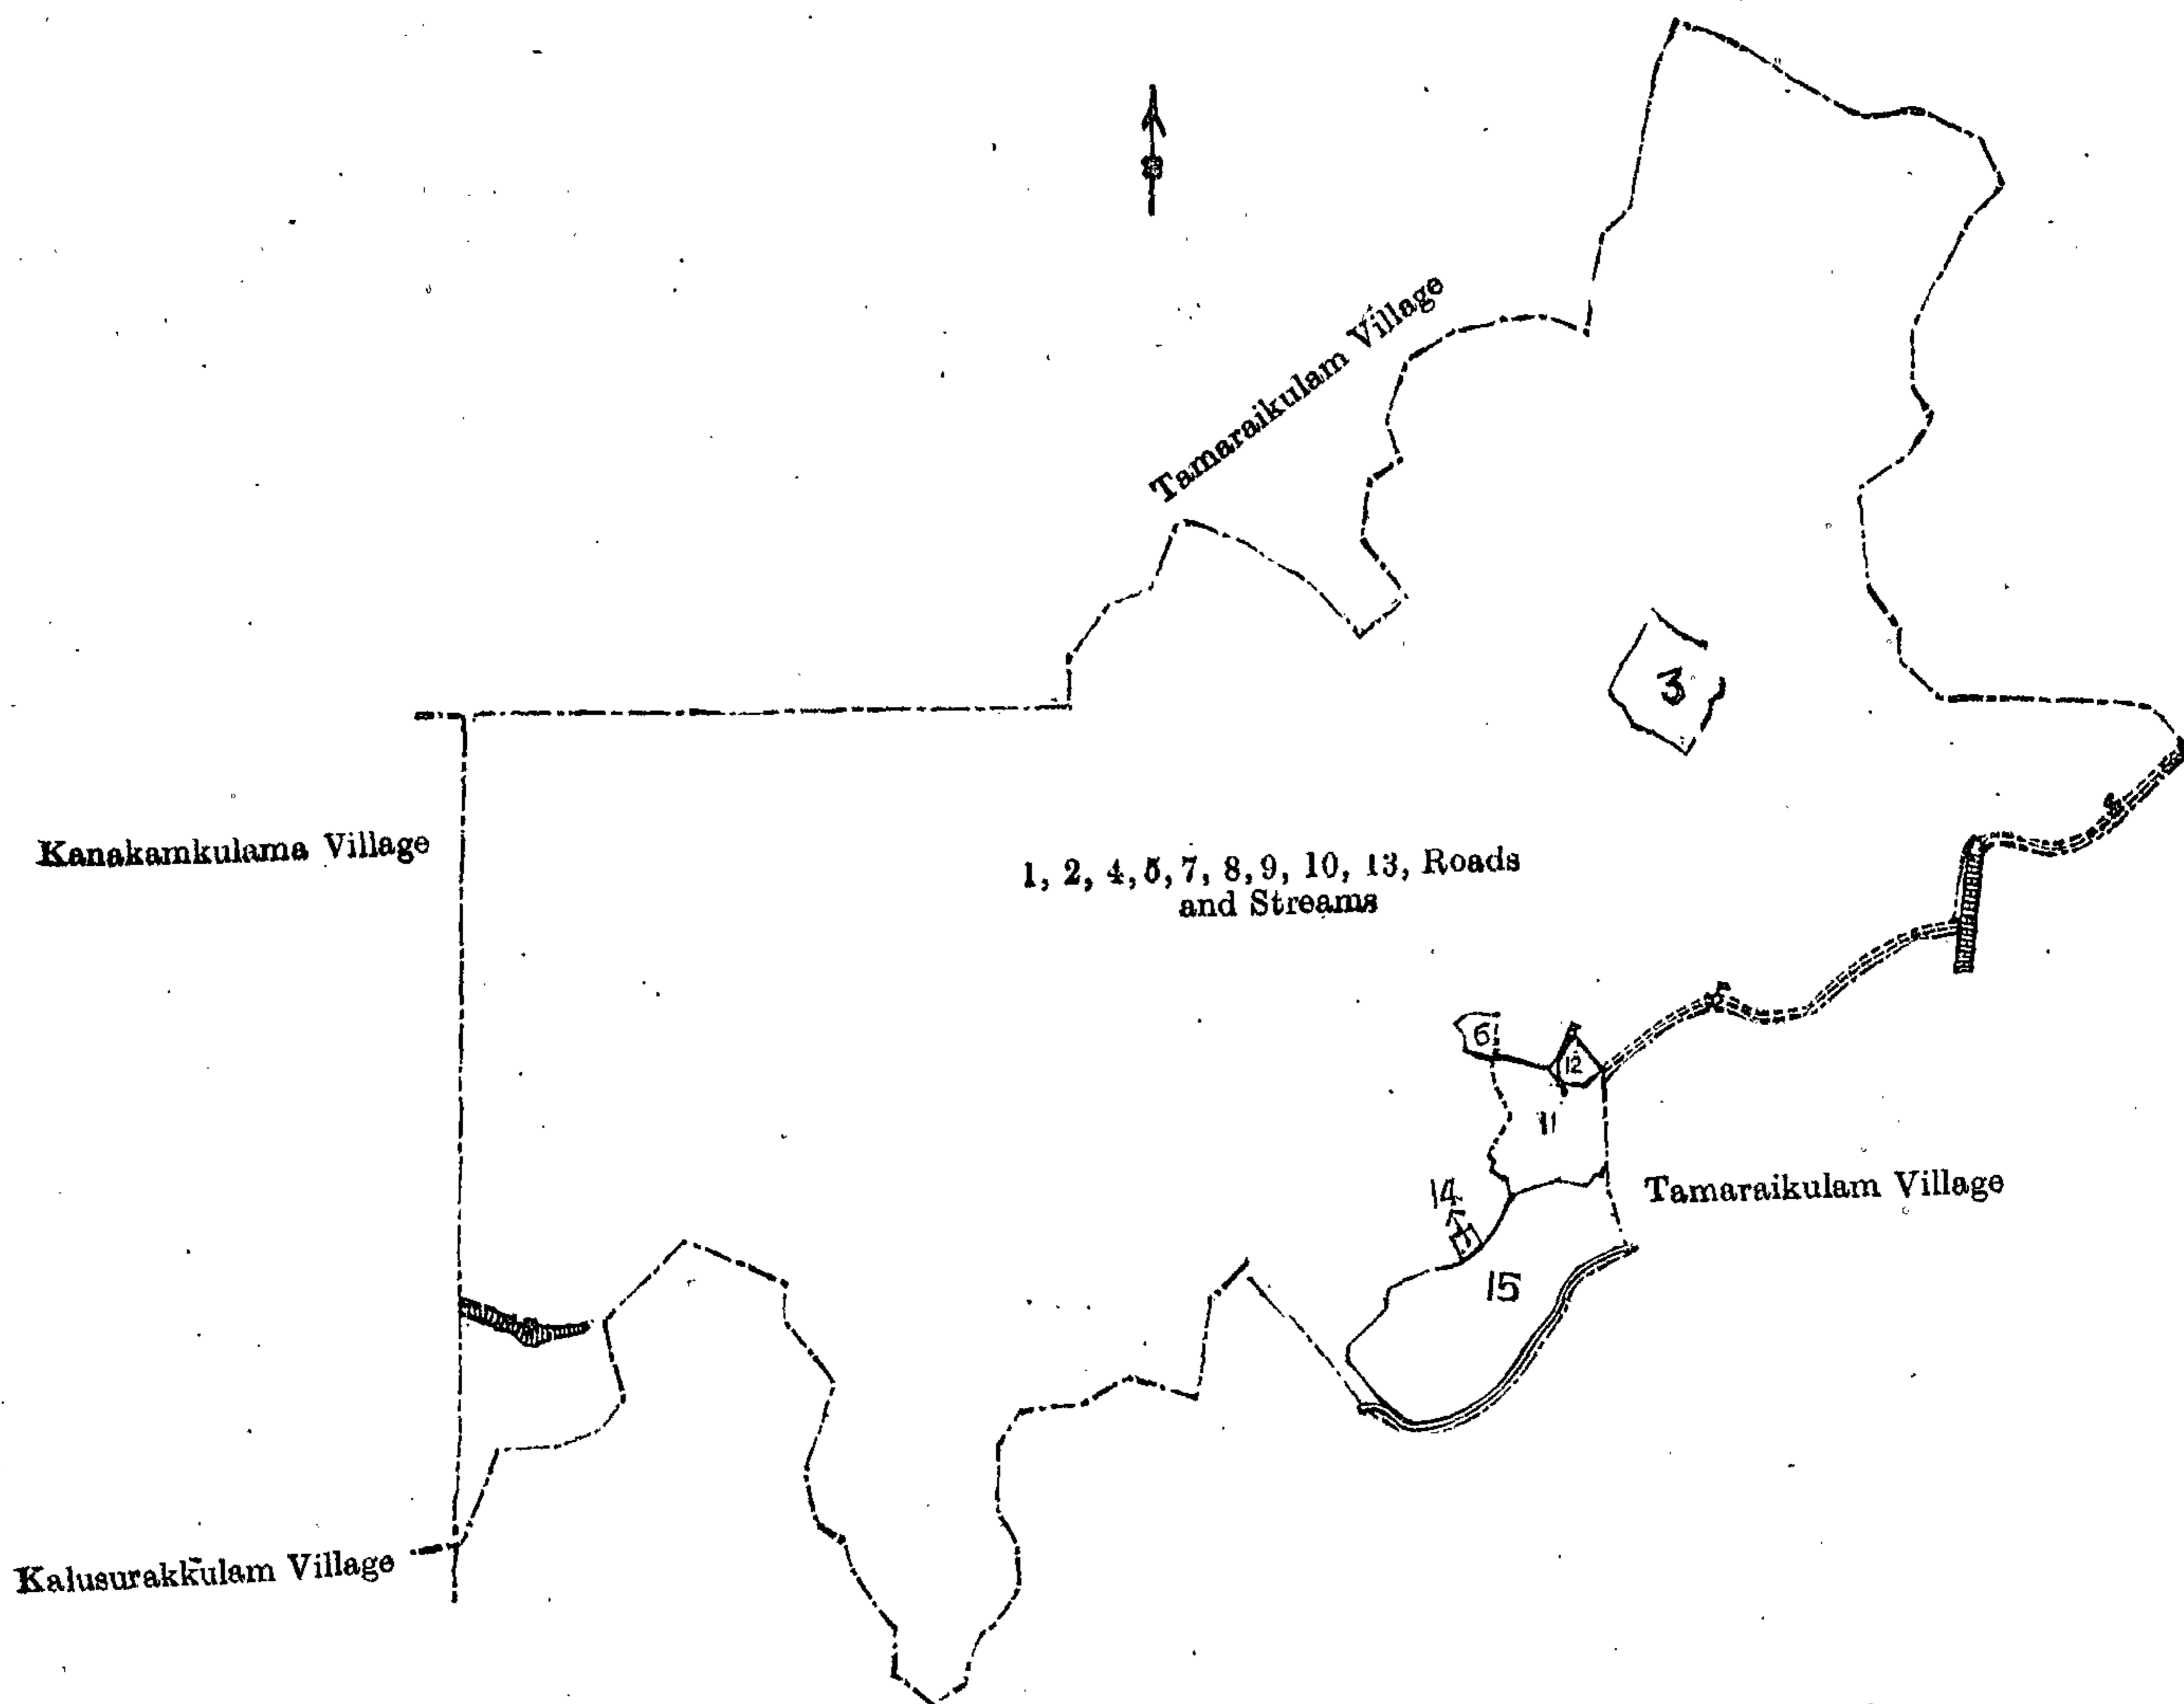 Tamaraikulam Village
3
Kanakamkulama Village
1, 2, 4, 5, 7, 8, 9, 10, 13, Roads
and Streams
6
12
11
14
Tamaraikulam Village
15
Kalusurakkulam Village